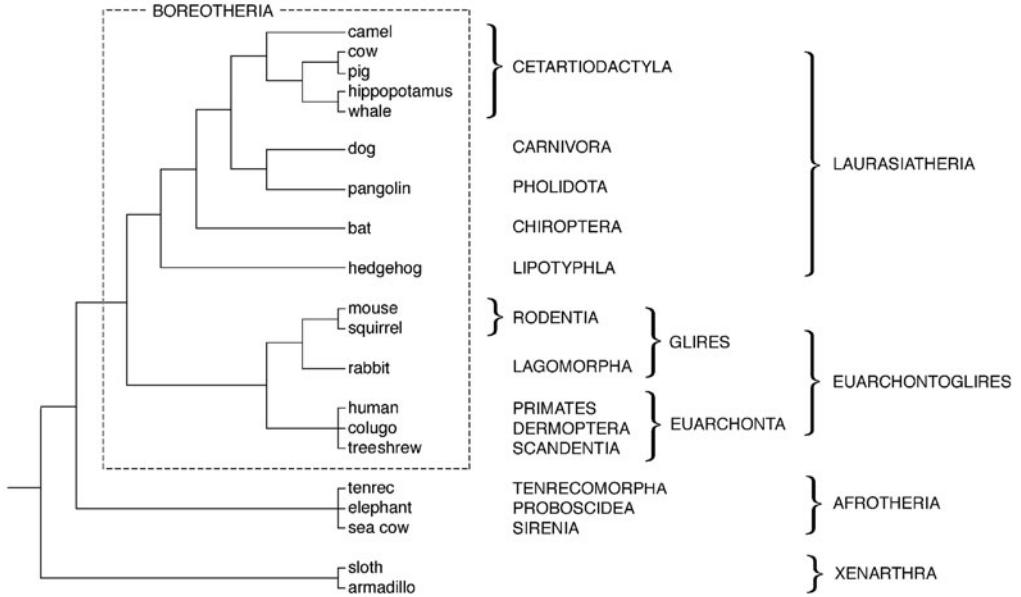 BOREOTHERIA
camel
cow
pig
hippopotamus
whale
CETARTIODACTYLA
dog CARNIVORA
pangolin PHOLIDOTA
bat CHIROPTERA
hedgehog LIPOTYPHLA
LAURASIATHERIA
mouse
squirrel
RODENTIA
rabbit LAGOMORPHA
GLIRES
human PRIMATES
colugo DERMOPTERA
treeshrew SCANDENTIA
EUARCHONTA
EUARCHONTOGLIRES
tenrec TENRECOMORPHA
elephant PROBOSCIDEA
sea cow SIRENIA
AFROTHERIA
sloth
armadillo
XENARTHRA